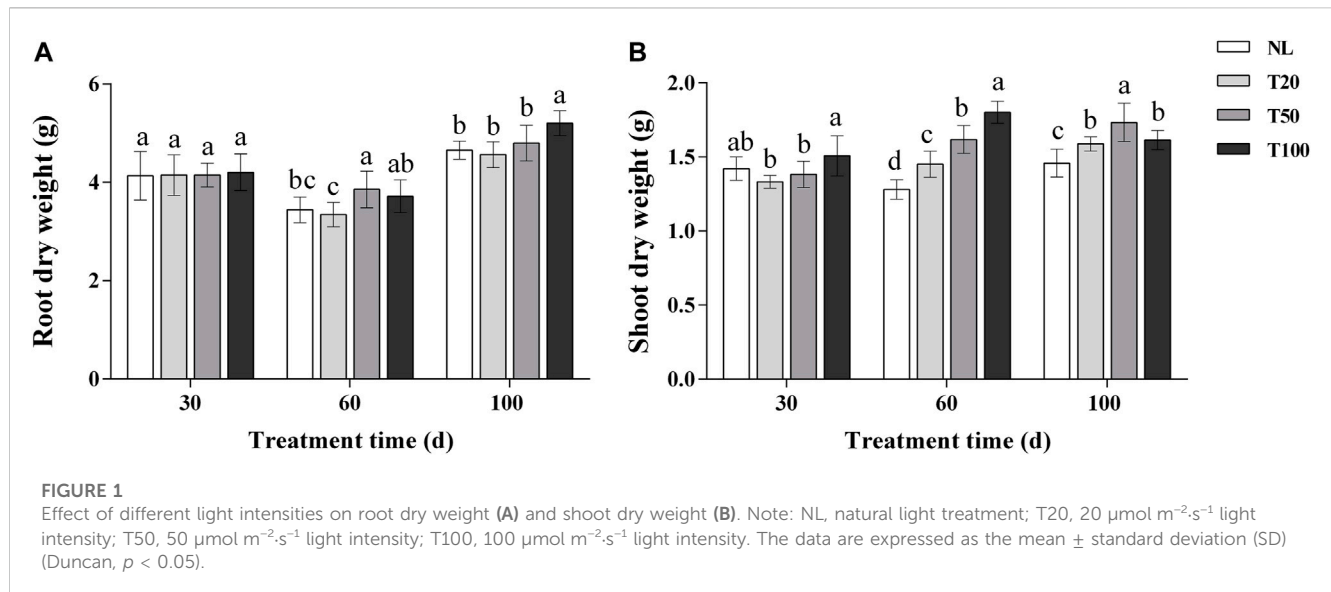 A
Root dry weight (g)
6
4
2
0
a a a a
bc c a ab
b b b a
30 60 100
Treatment time (d)
B
Shoot dry weight (g)
2.0
1.5
1.0
0.5
0.0
ab b b a
d c b a
c b a b
30 60 100
Treatment time (d)
NL
T20
T50
T100
FIGURE 1
Effect of different light intensities on root dry weight (A) and shoot dry weight (B). Note: NL, natural light treatment; T20, 20 μmol m⁻²·s⁻¹ light
intensity; T50, 50 μmol m⁻²·s⁻¹ light intensity; T100, 100 μmol m⁻²·s⁻¹ light intensity. The data are expressed as the mean ± standard deviation (SD)
(Duncan, p < 0.05).